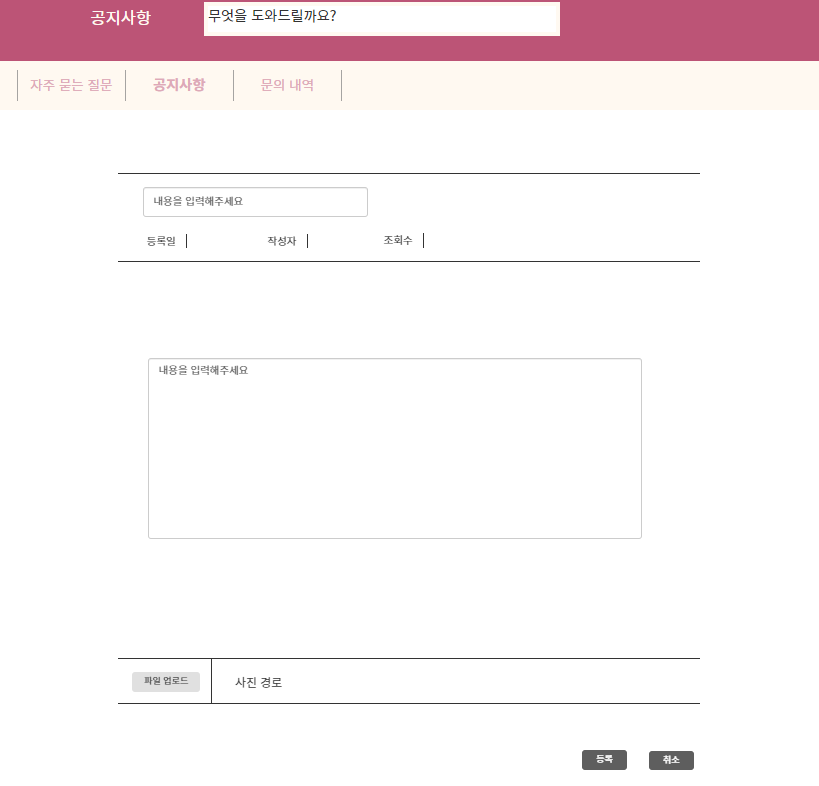 공지사항
무엇을 도와드릴까요?
자주 묻는 질문
공지사항
문의 내역
내용을 입력해주세요
등록일
작성자
조회수
내용을 입력해주세요
파일 업로드
사진 경로
등록
취소